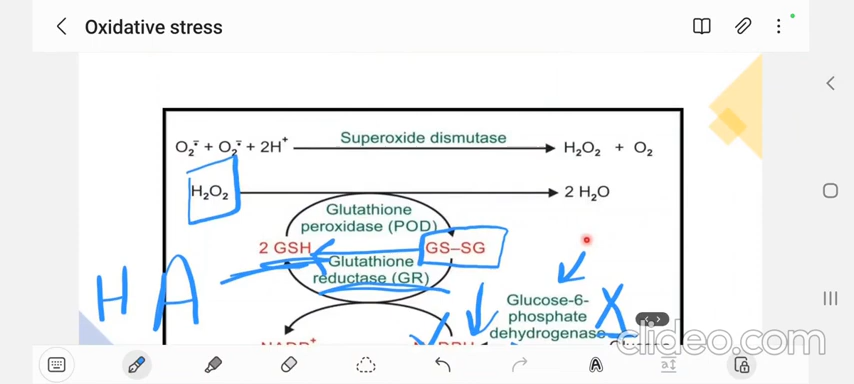 Oxidative stress
O₂⁻̇ + O₂⁻̇ + 2H⁺ Superoxide dismutase H₂O₂ + O₂
H₂O₂ 2 H₂O
Glutathione
peroxidase (POD)
2 GSH GS–SG
Glutathione
reductase (GR)
H A
Glucose-6-
phosphate
dehydrogenase
X
clideo.com
A